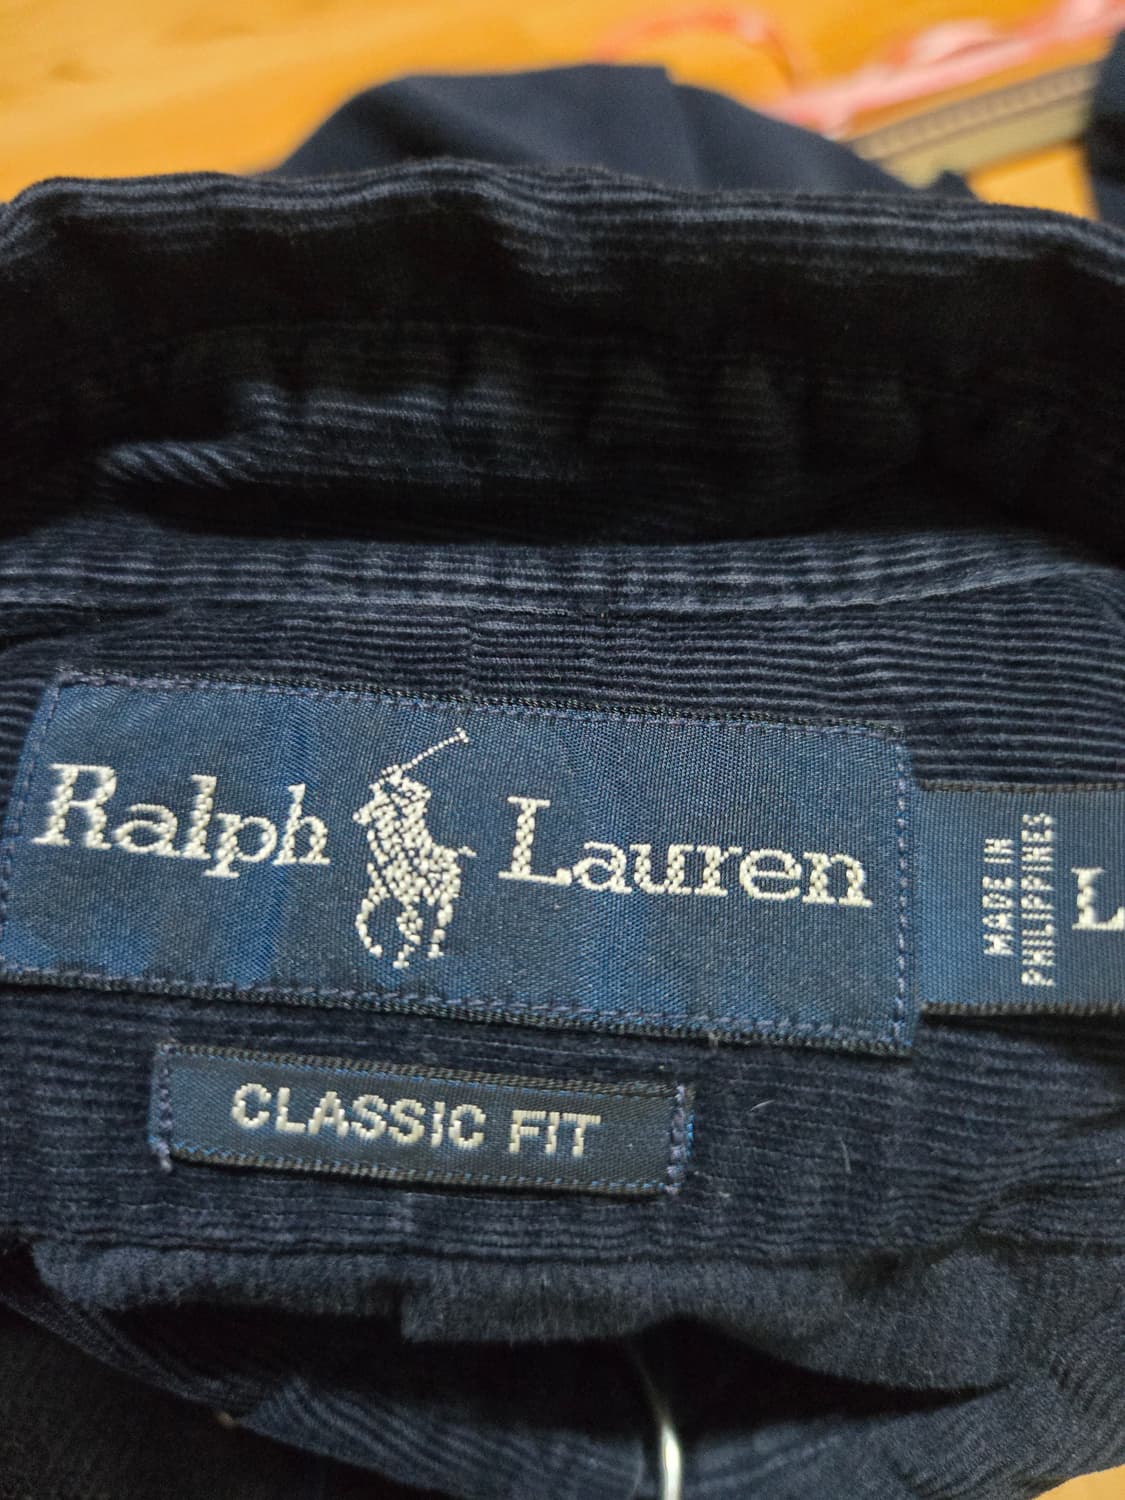 Ralph Lauren
MADE IN
PHILIPPINES
L
CLASSIC FIT